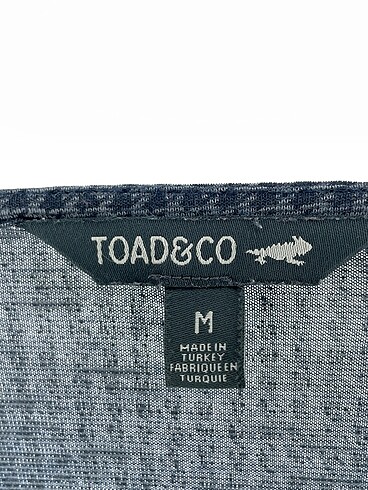 TOAD&CO
M
MADE IN
TURKEY
FABRIQUE EN
TURQUIE